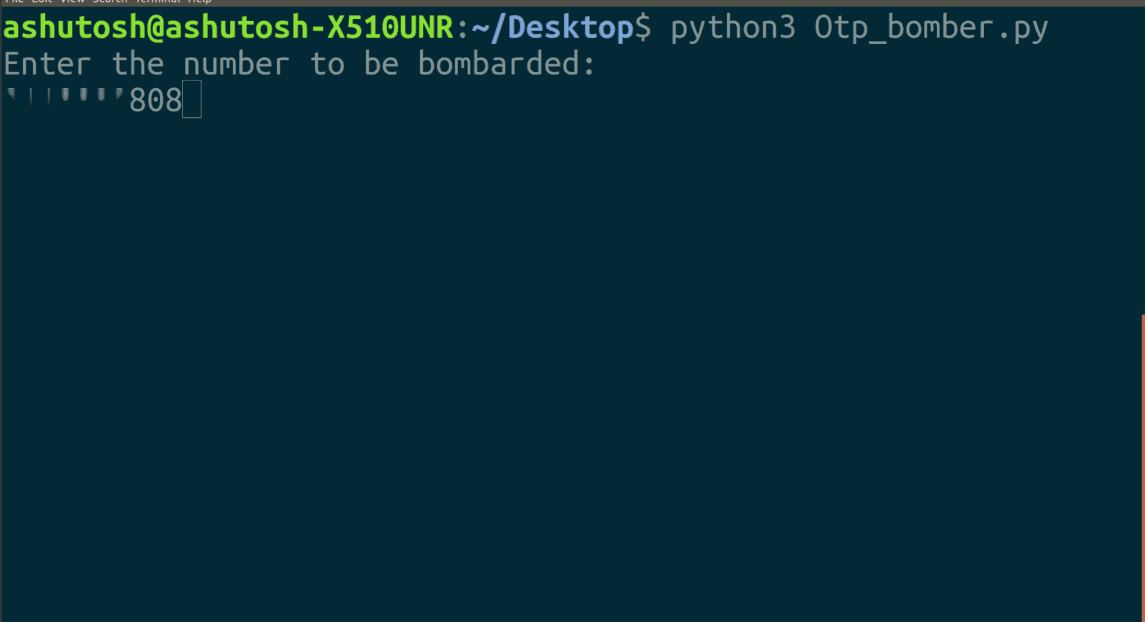 File Edit View Search Terminal Help
ashutosh@ashutosh-X510UNR:~/Desktop$ python3 Otp_bomber.py
Enter the number to be bombarded:
808